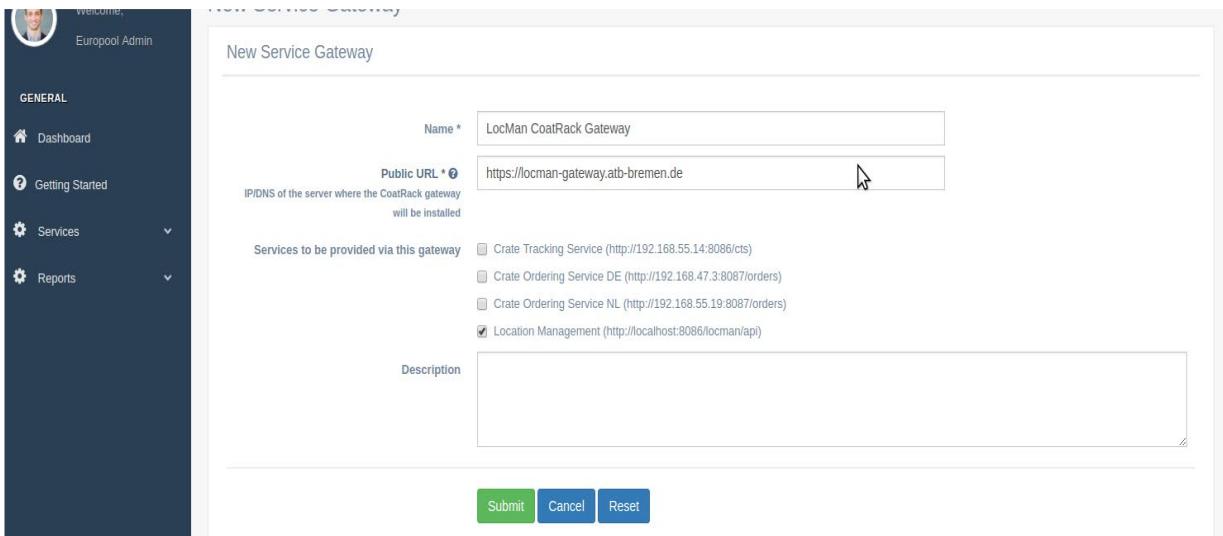 Welcome,
Europool Admin
GENERAL
Dashboard
Getting Started
Services
Reports
New Service Gateway
New Service Gateway
Name *
LocMan CoatRack Gateway
Public URL *
https://locman-gateway.atb-bremen.de
IP/DNS of the server where the CoatRack gateway
will be installed
Services to be provided via this gateway
Crate Tracking Service (http://192.168.55.14:8086/cts)
Crate Ordering Service DE (http://192.168.47.3:8087/orders)
Crate Ordering Service NL (http://192.168.55.19:8087/orders)
Location Management (http://localhost:8086/locman/api)
Description
Submit
Cancel
Reset